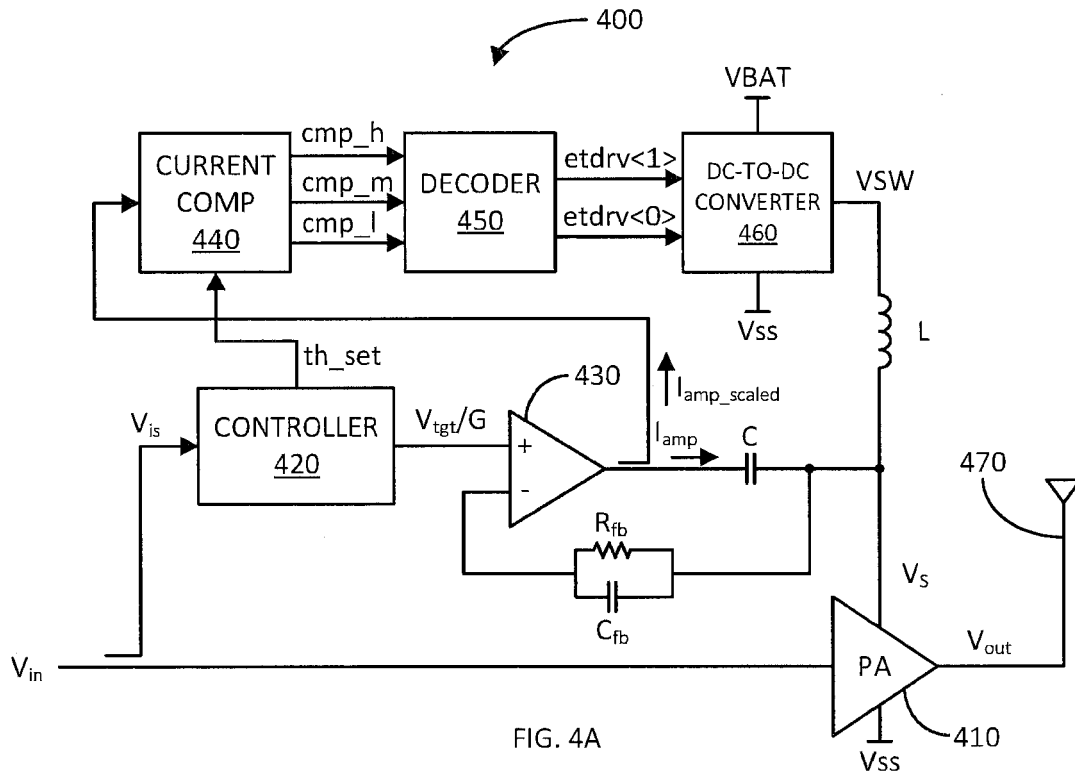 400
VBAT
CURRENT
COMP
440
cmp_h
cmp_m
cmp_l
DECODER
450
etdrv<1>
etdrv<0>
DC-TO-DC
CONVERTER
460
VSW
Vss
L
th_set
430
Iamp_scaled
Vis
CONTROLLER
420
Vtgt/G
+
-
Iamp
C
470
Rfb
Cfb
VS
Vin
PA
Vout
410
Vss
FIG. 4A